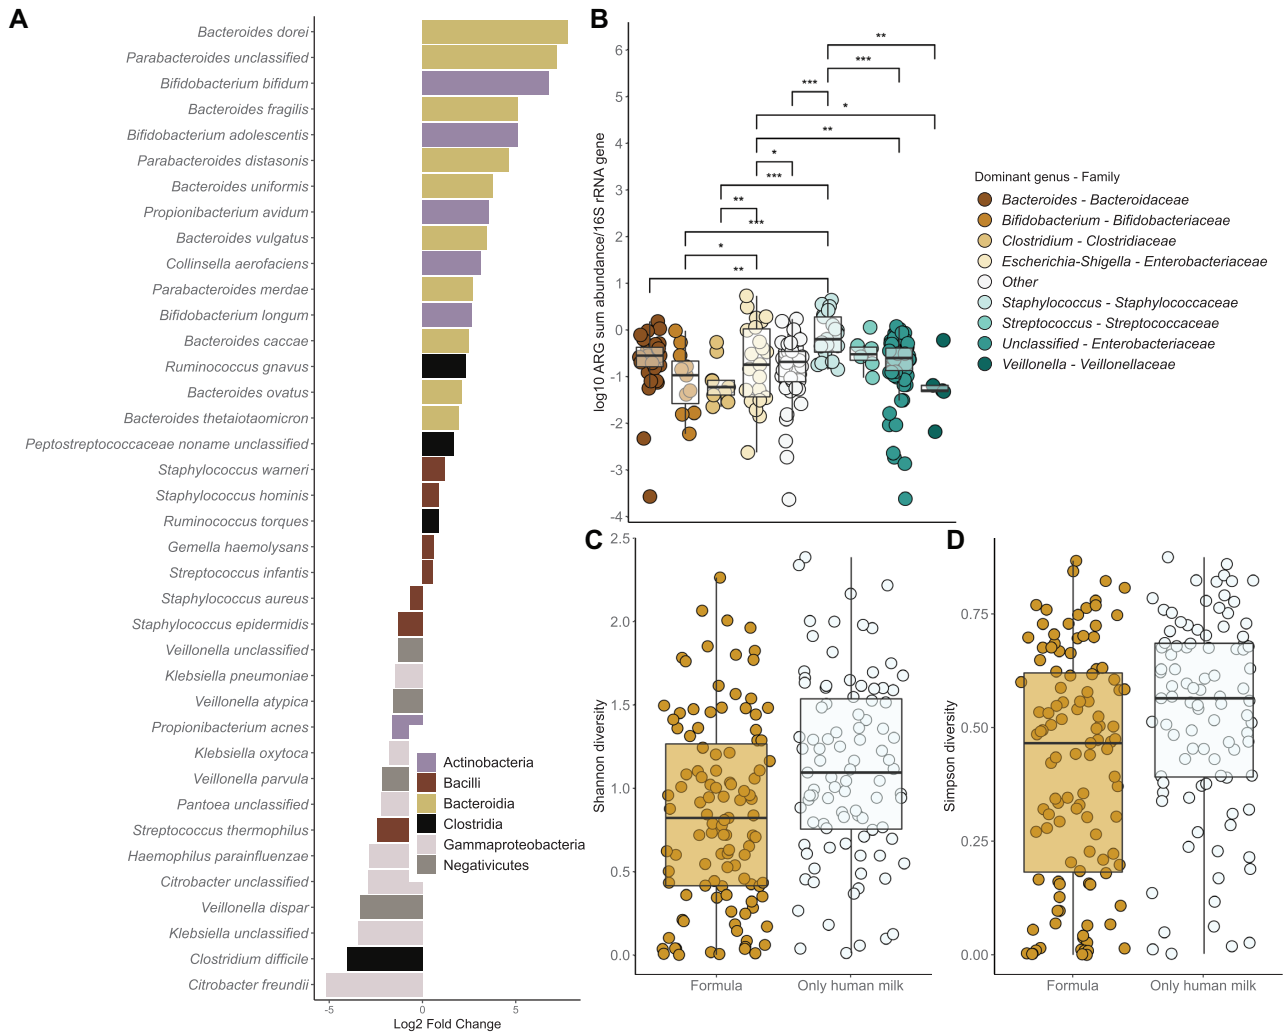 A
Bacteroides dorei
Parabacteroides unclassified
Bifidobacterium bifidum
Bacteroides fragilis
Bifidobacterium adolescentis
Parabacteroides distasonis
Bacteroides uniformis
Propionibacterium avidum
Bacteroides vulgatus
Collinsella aerofaciens
Parabacteroides merdae
Bifidobacterium longum
Bacteroides caccae
Ruminococcus gnavus
Bacteroides ovatus
Bacteroides thetaiotaomicron
Peptostreptococcaceae noname unclassified
Staphylococcus warneri
Staphylococcus hominis
Ruminococcus torques
Gemella haemolysans
Streptococcus infantis
Staphylococcus aureus
Staphylococcus epidermidis
Veillonella unclassified
Klebsiella pneumoniae
Veillonella atypica
Propionibacterium acnes
Klebsiella oxytoca
Veillonella parvula
Pantoea unclassified
Streptococcus thermophilus
Haemophilus parainfluenzae
Citrobacter unclassified
Veillonella dispar
Klebsiella unclassified
Clostridium difficile
Citrobacter freundii
-5 0 5
Log2 Fold Change
Actinobacteria
Bacilli
Bacteroidia
Clostridia
Gammaproteobacteria
Negativicutes
B
log10 ARG sum abundance/16S rRNA gene
6
5
4
3
2
1
0
-1
-2
-3
-4
**
***
***
*
**
*
***
**
***
*
**
Dominant genus - Family
Bacteroides - Bacteroidaceae
Bifidobacterium - Bifidobacteriaceae
Clostridium - Clostridiaceae
Escherichia-Shigella - Enterobacteriaceae
Other
Staphylococcus - Staphylococcaceae
Streptococcus - Streptococcaceae
Unclassified - Enterobacteriaceae
Veillonella - Veillonellaceae
C
Shannon diversity
2.5
2.0
1.5
1.0
0.5
0.0
Formula Only human milk
D
Simpson diversity
0.75
0.50
0.25
0.00
Formula Only human milk